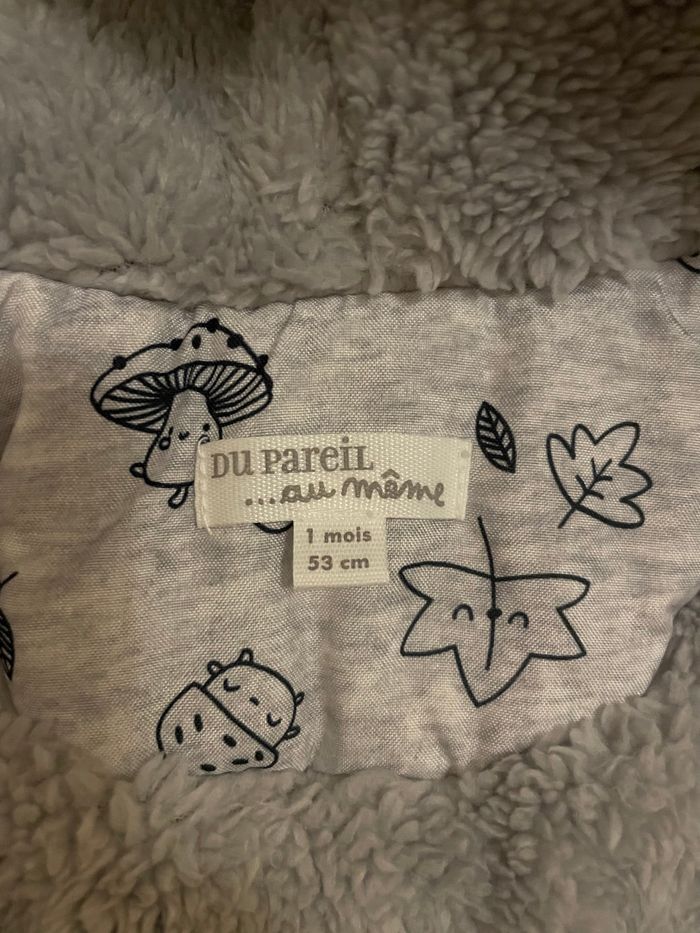 DU PAREIL
...au même
1 mois
53 cm